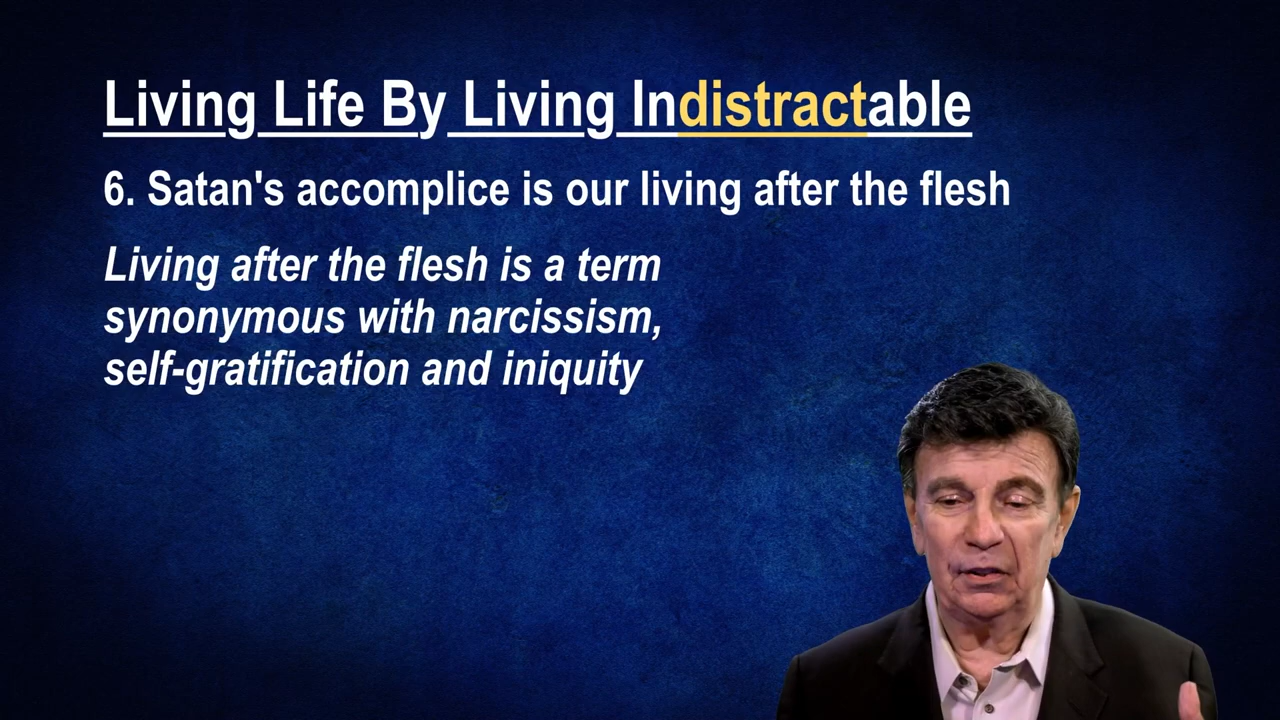 Living Life By Living Indistractable
6. Satan's accomplice is our living after the flesh
Living after the flesh is a term
synonymous with narcissism,
self-gratification and iniquity